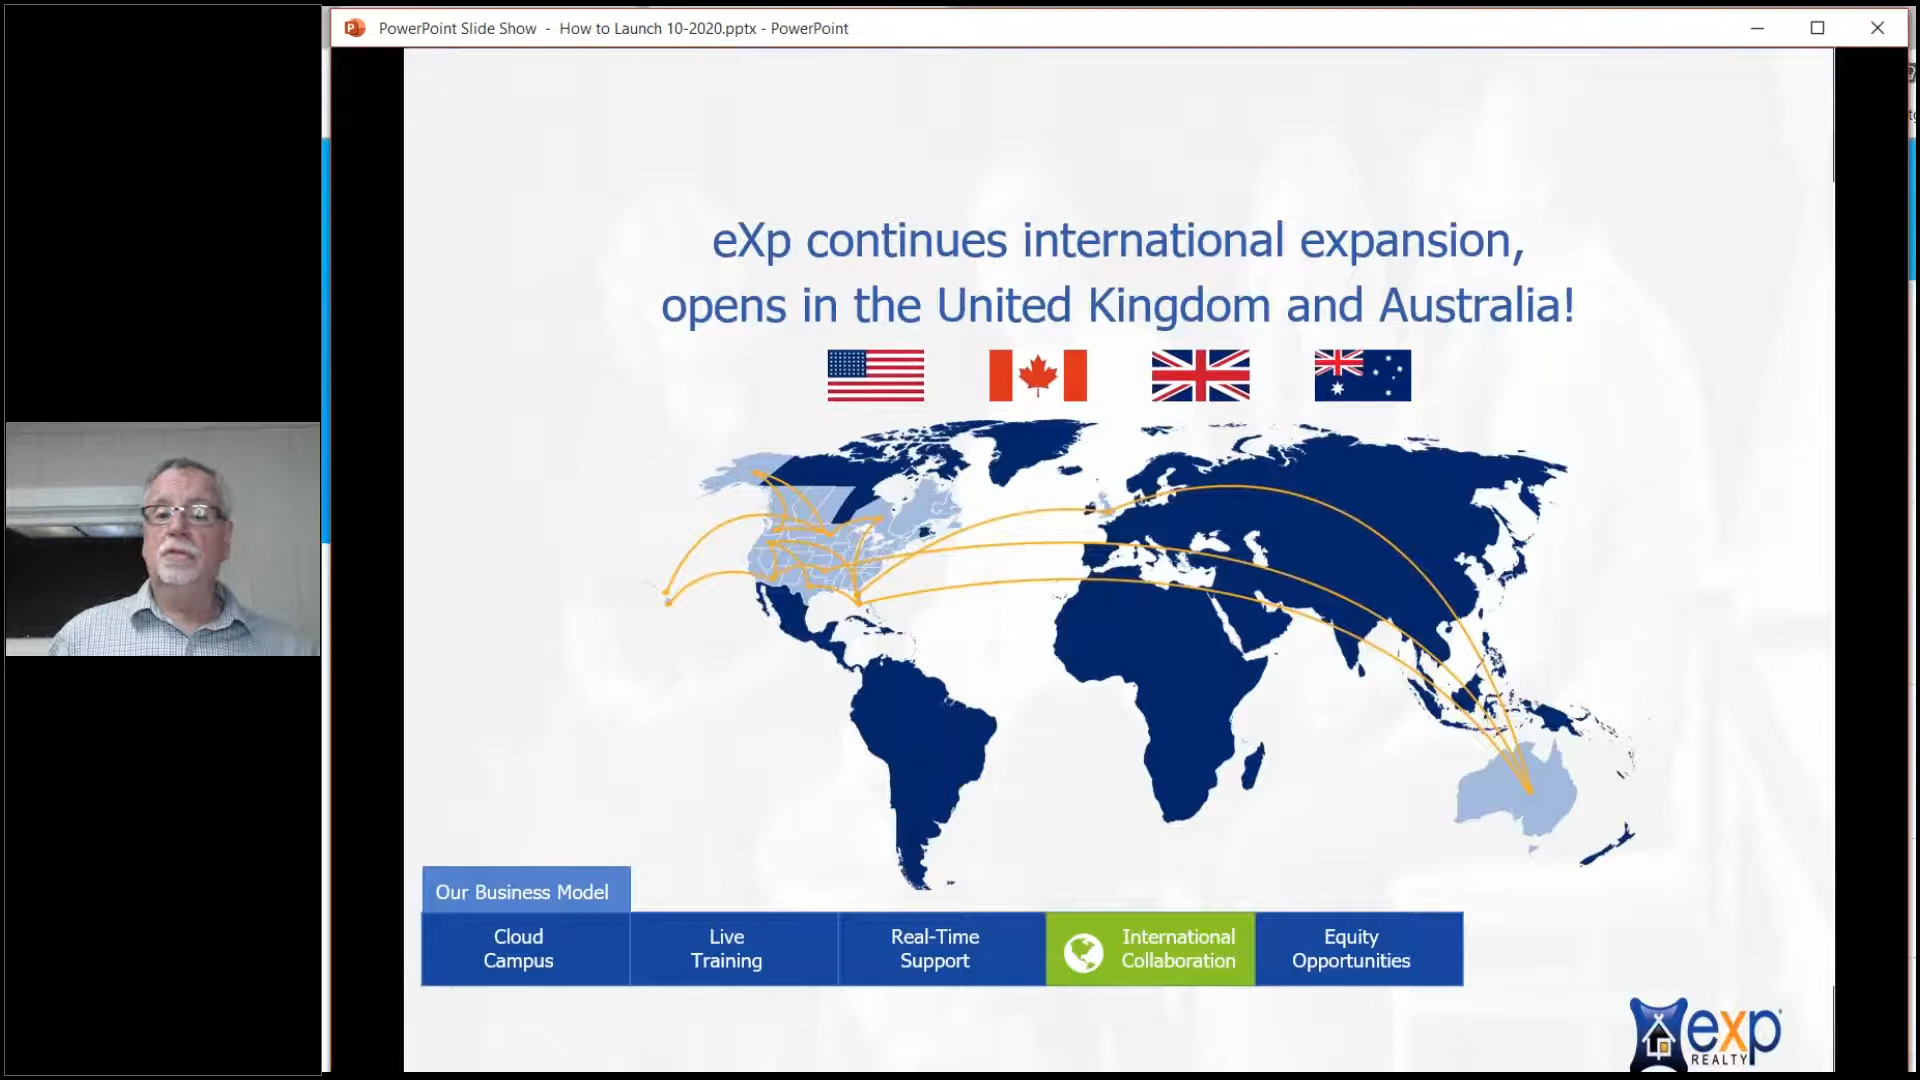 PowerPoint Slide Show - How to Launch 10-2020.pptx - PowerPoint
eXp continues international expansion,
opens in the United Kingdom and Australia!
Our Business Model
Cloud
Campus
Live
Training
Real-Time
Support
International
Collaboration
Equity
Opportunities
exp
REALTY